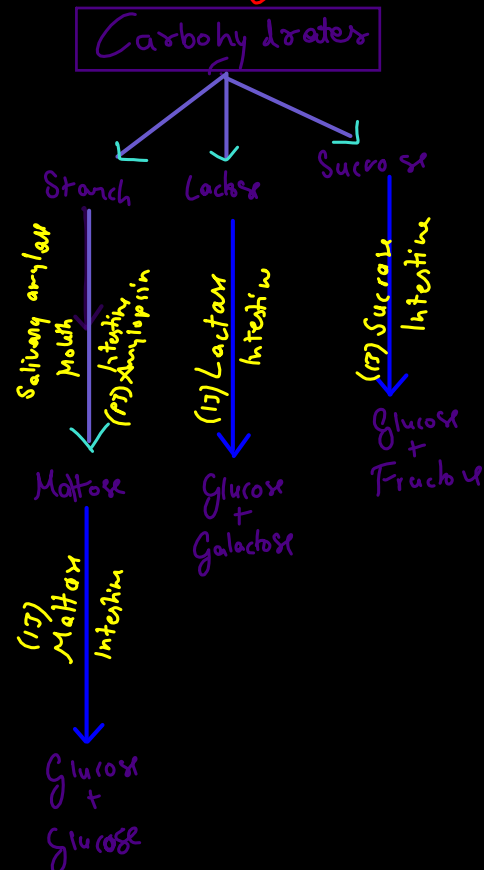 Carbohydrates
Starch
Lactose
Sucrose
Salivary amylase
Mouth
Intestine
(PJ) Amylopsin
(IJ) Lactase
Intestine
(IJ) Sucrase
Intestine
Maltose
Glucose
+
Galactose
Glucose
+
Fructose
(IJ)
Maltase
Intestine
Glucose
+
Glucose